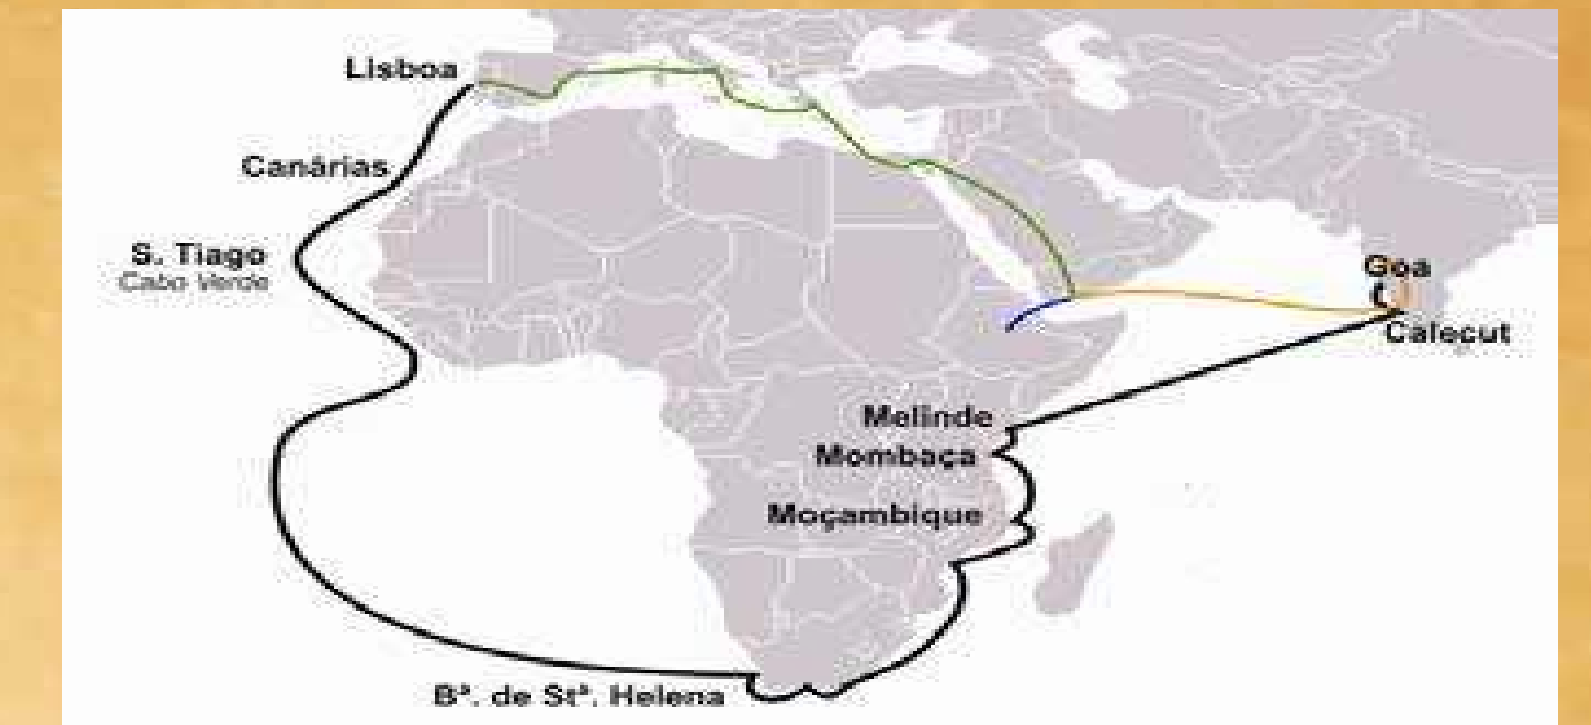 Lisboa
Canárias
S. Tiago
Cabo Verde
Goa
Calecut
Melinde
Mombaça
Moçambique
Bª. de Stª. Helena